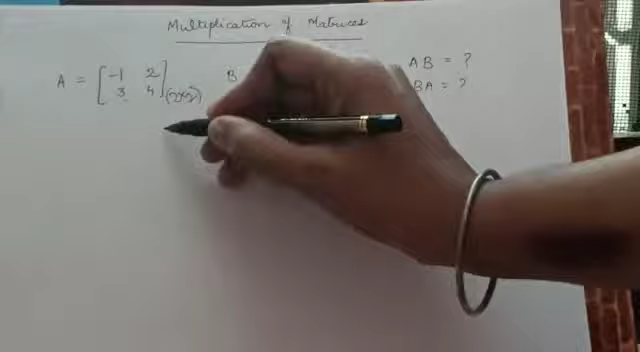 Multiplication of Matrices
A = [-1 2
3 4](2×2) B AB = ?
BA = ?